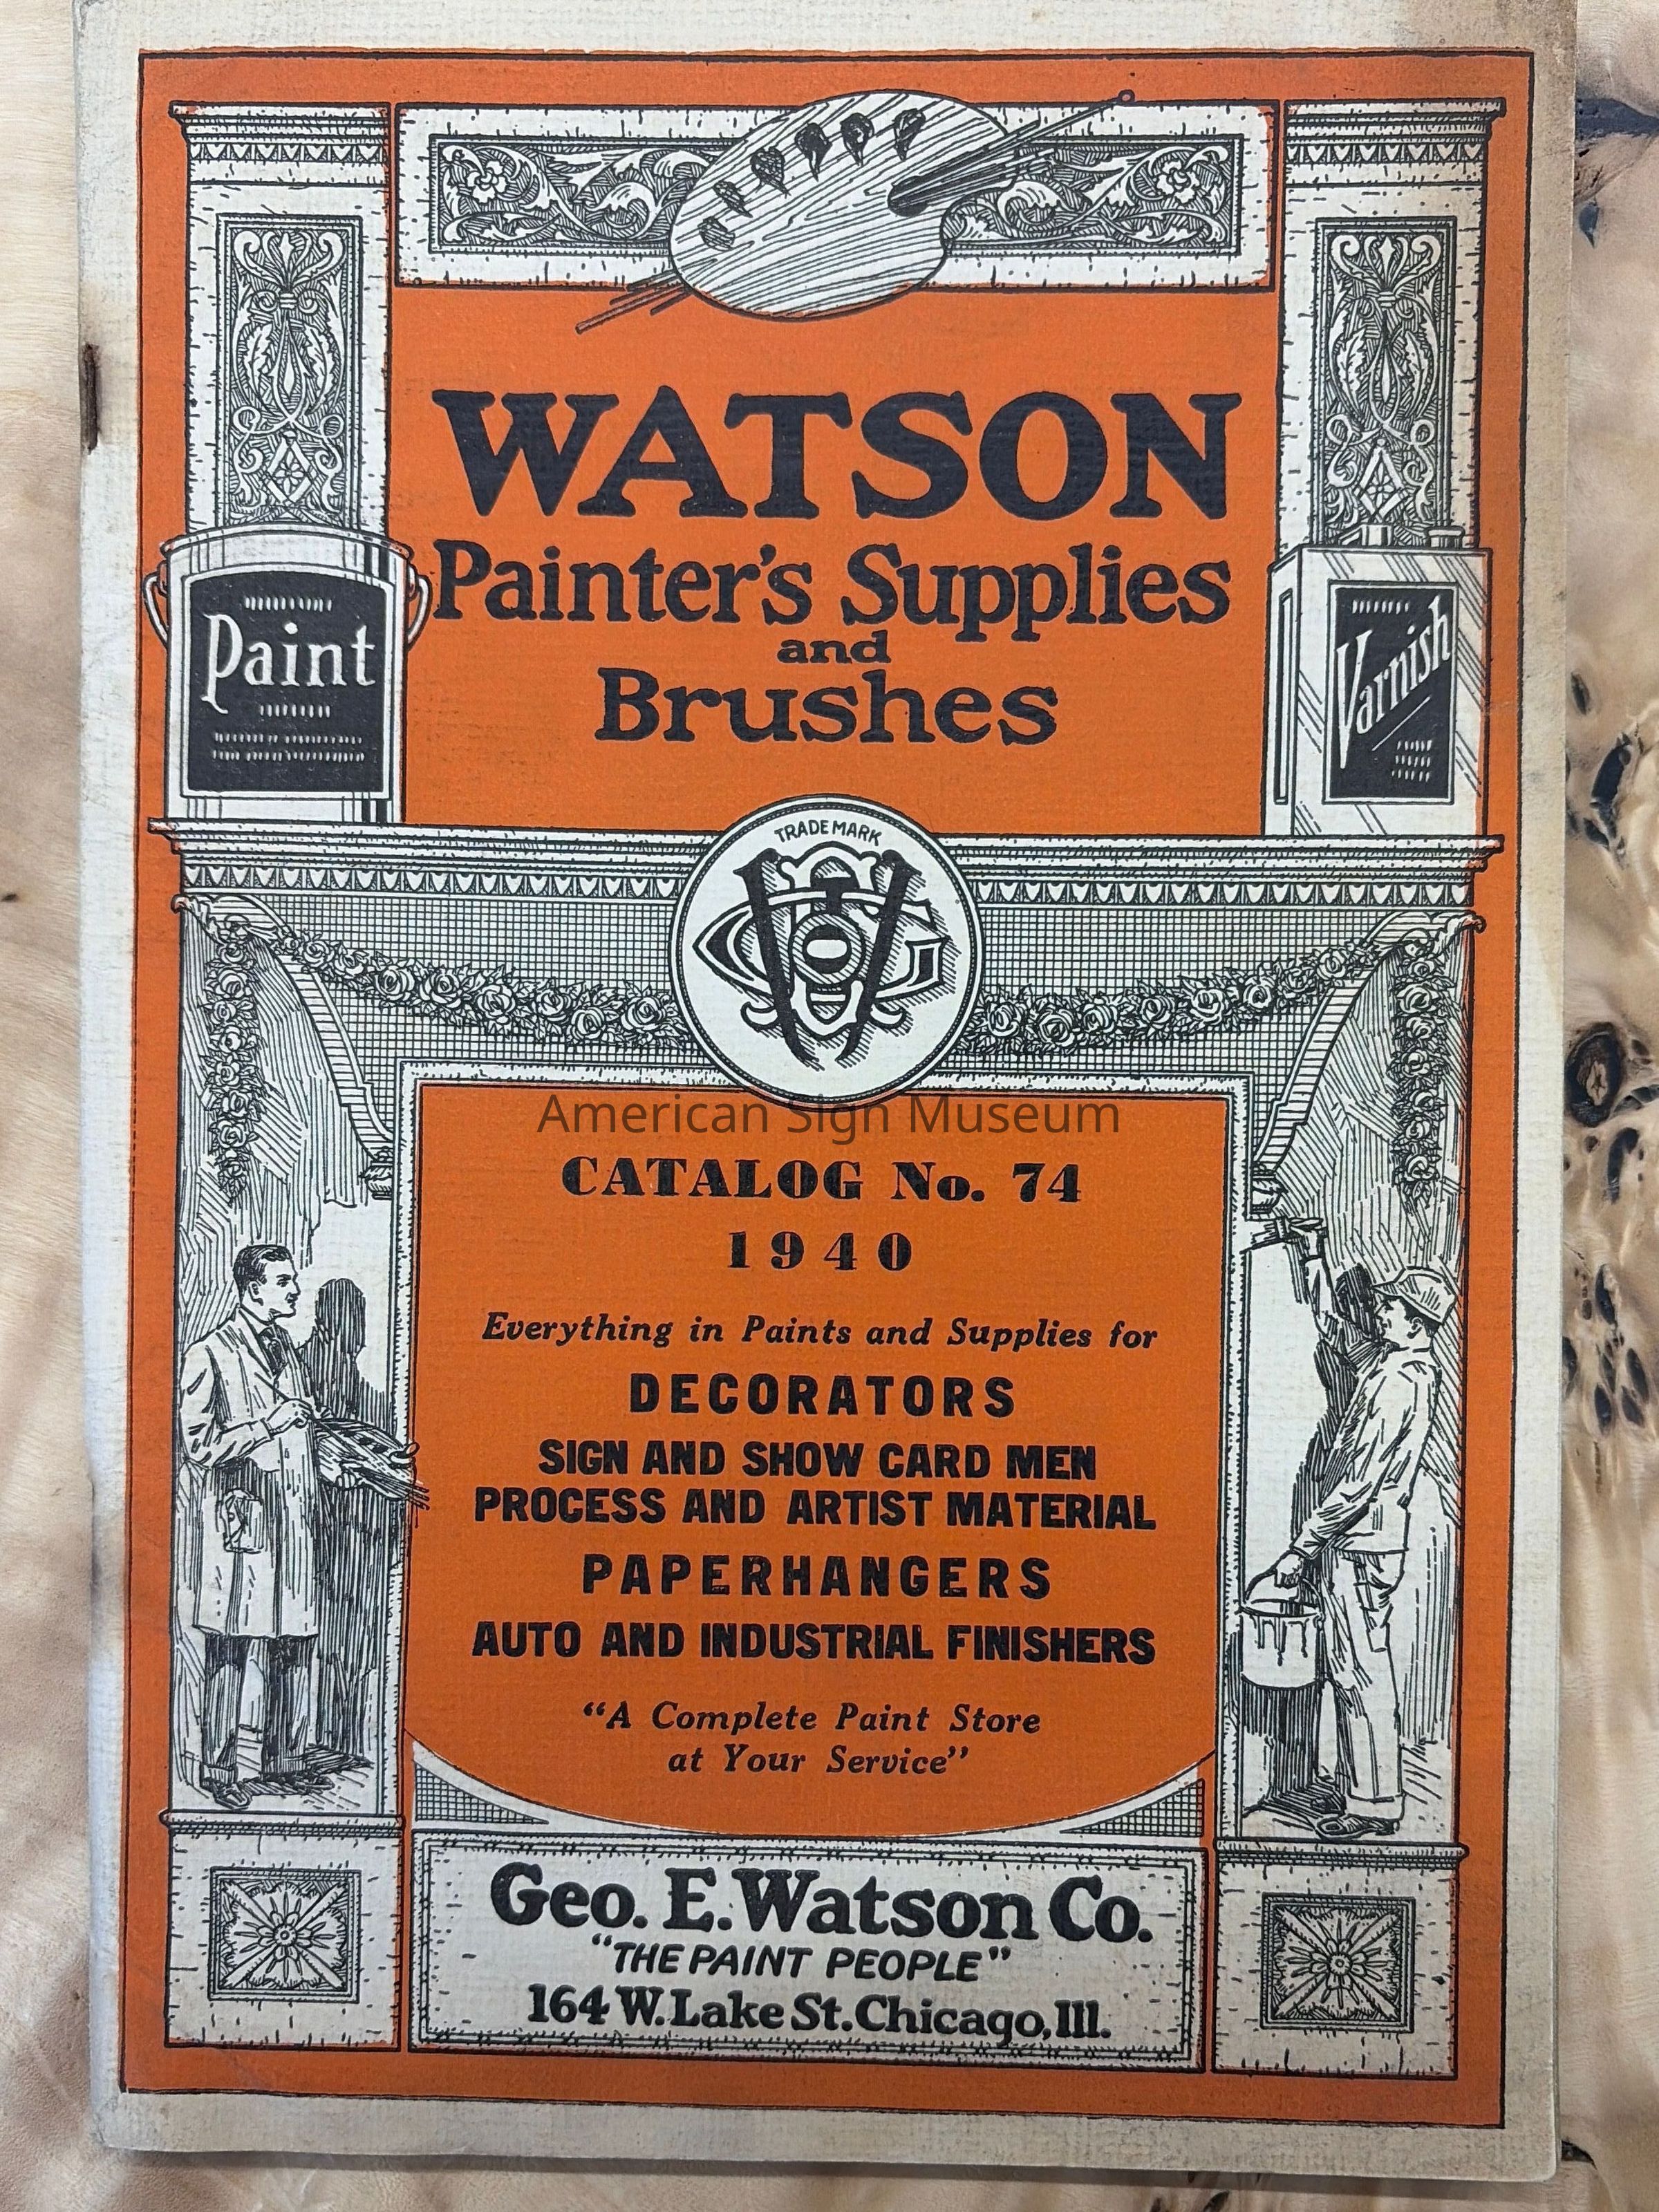 WATSON
Painter's Supplies
and
Brushes
Paint
Varnish
TRADE MARK
American Sign Museum
CATALOG No. 74
1940
Everything in Paints and Supplies for
DECORATORS
SIGN AND SHOW CARD MEN
PROCESS AND ARTIST MATERIAL
PAPERHANGERS
AUTO AND INDUSTRIAL FINISHERS
"A Complete Paint Store
at Your Service"
Geo. E. Watson Co.
"THE PAINT PEOPLE"
164 W. Lake St. Chicago, Ill.